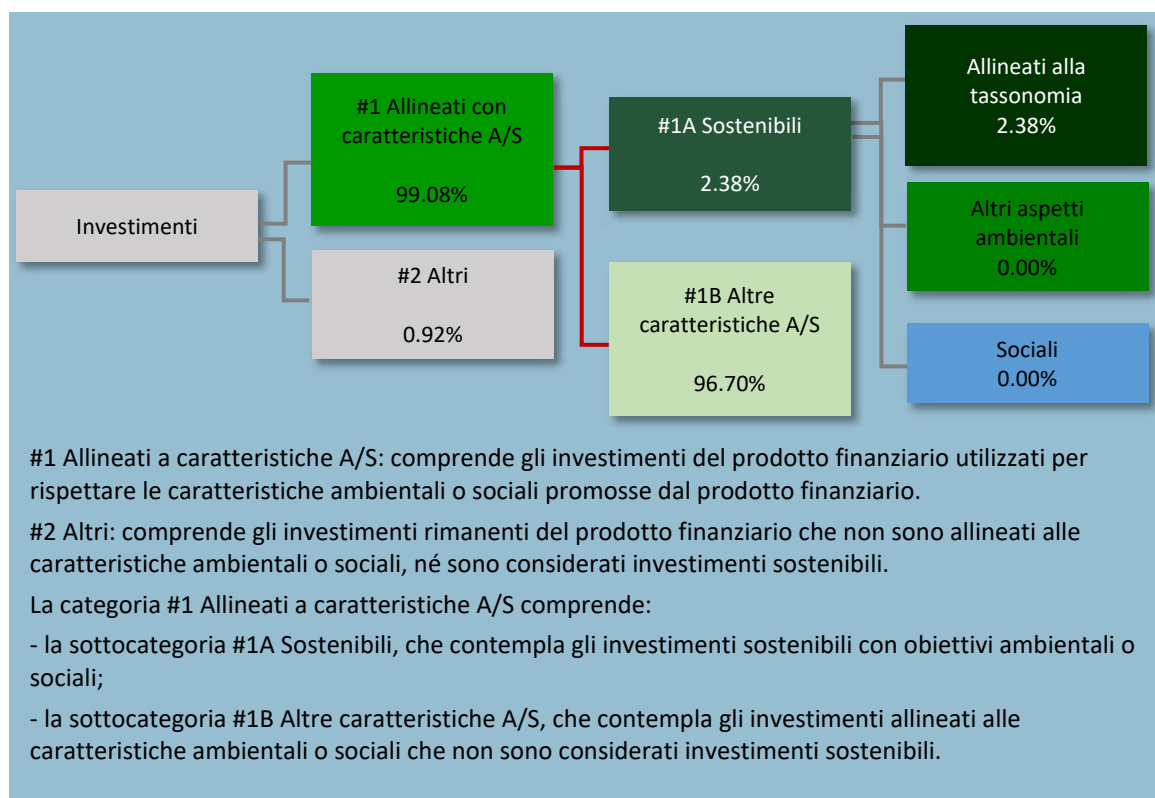 Investimenti
#1 Allineati con
caratteristiche A/S
99.08%
#2 Altri
0.92%
#1A Sostenibili
2.38%
#1B Altre
caratteristiche A/S
96.70%
Allineati alla
tassonomia
2.38%
Altri aspetti
ambientali
0.00%
Sociali
0.00%
#1 Allineati a caratteristiche A/S: comprende gli investimenti del prodotto finanziario utilizzati per
rispettare le caratteristiche ambientali o sociali promosse dal prodotto finanziario.
#2 Altri: comprende gli investimenti rimanenti del prodotto finanziario che non sono allineati alle
caratteristiche ambientali o sociali, né sono considerati investimenti sostenibili.
La categoria #1 Allineati a caratteristiche A/S comprende:
- la sottocategoria #1A Sostenibili, che contempla gli investimenti sostenibili con obiettivi ambientali o
sociali;
- la sottocategoria #1B Altre caratteristiche A/S, che contempla gli investimenti allineati alle
caratteristiche ambientali o sociali che non sono considerati investimenti sostenibili.